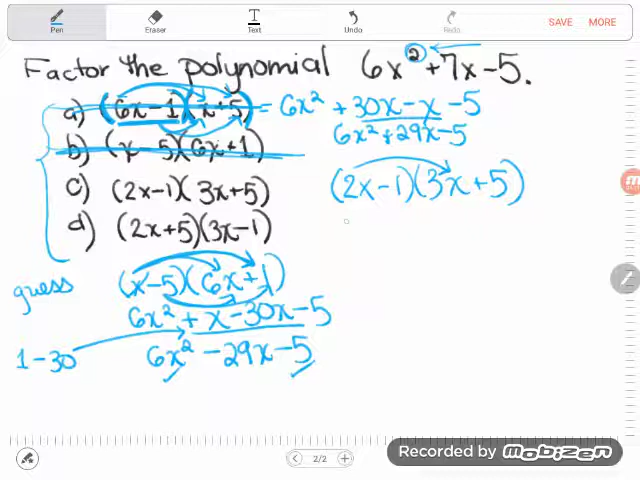 Pen Eraser Text Undo Redo SAVE MORE
Factor the polynomial 6x² +7x -5.
a) (6x-1)(x+5) = 6x² +30x -x -5
6x² +29x -5
b) (x-5)(6x+1)
c) (2x-1)(3x+5) (2x-1)(3x+5)
d) (2x+5)(3x-1)
guess (x-5)(6x+1)
6x² +x -30x -5
1-30 6x² -29x -5
2/2
Recorded by mobizen